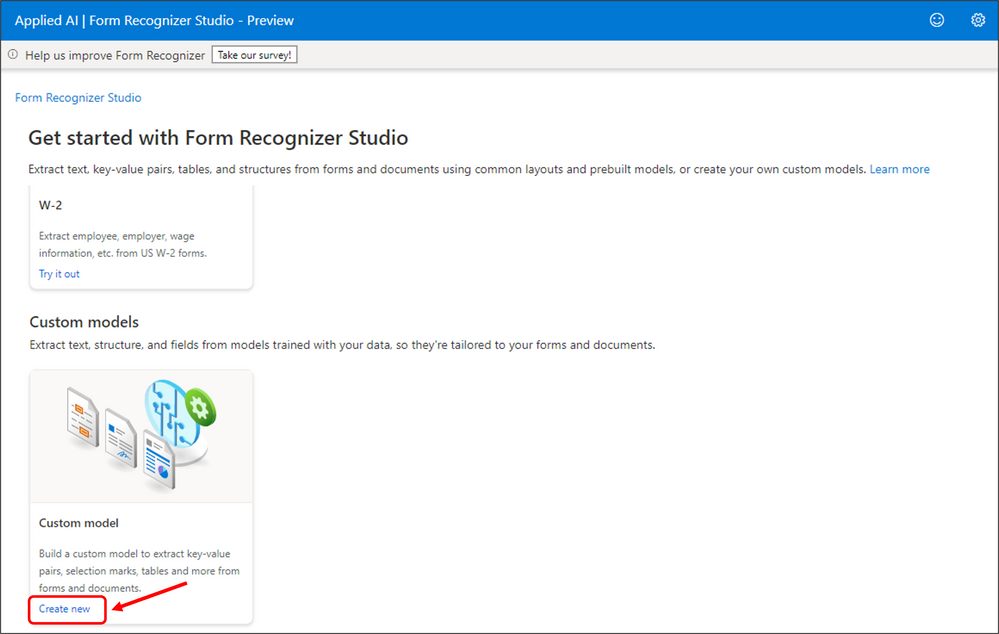 Applied AI | Form Recognizer Studio - Preview
Help us improve Form Recognizer Take our survey!
Form Recognizer Studio
Get started with Form Recognizer Studio
Extract text, key-value pairs, tables, and structures from forms and documents using common layouts and prebuilt models, or create your own custom models. Learn more
W-2
Extract employee, employer, wage
information, etc. from US W-2 forms.
Try it out
Custom models
Extract text, structure, and fields from models trained with your data, so they're tailored to your forms and documents.
Custom model
Build a custom model to extract key-value
pairs, selection marks, tables and more from
forms and documents.
Create new